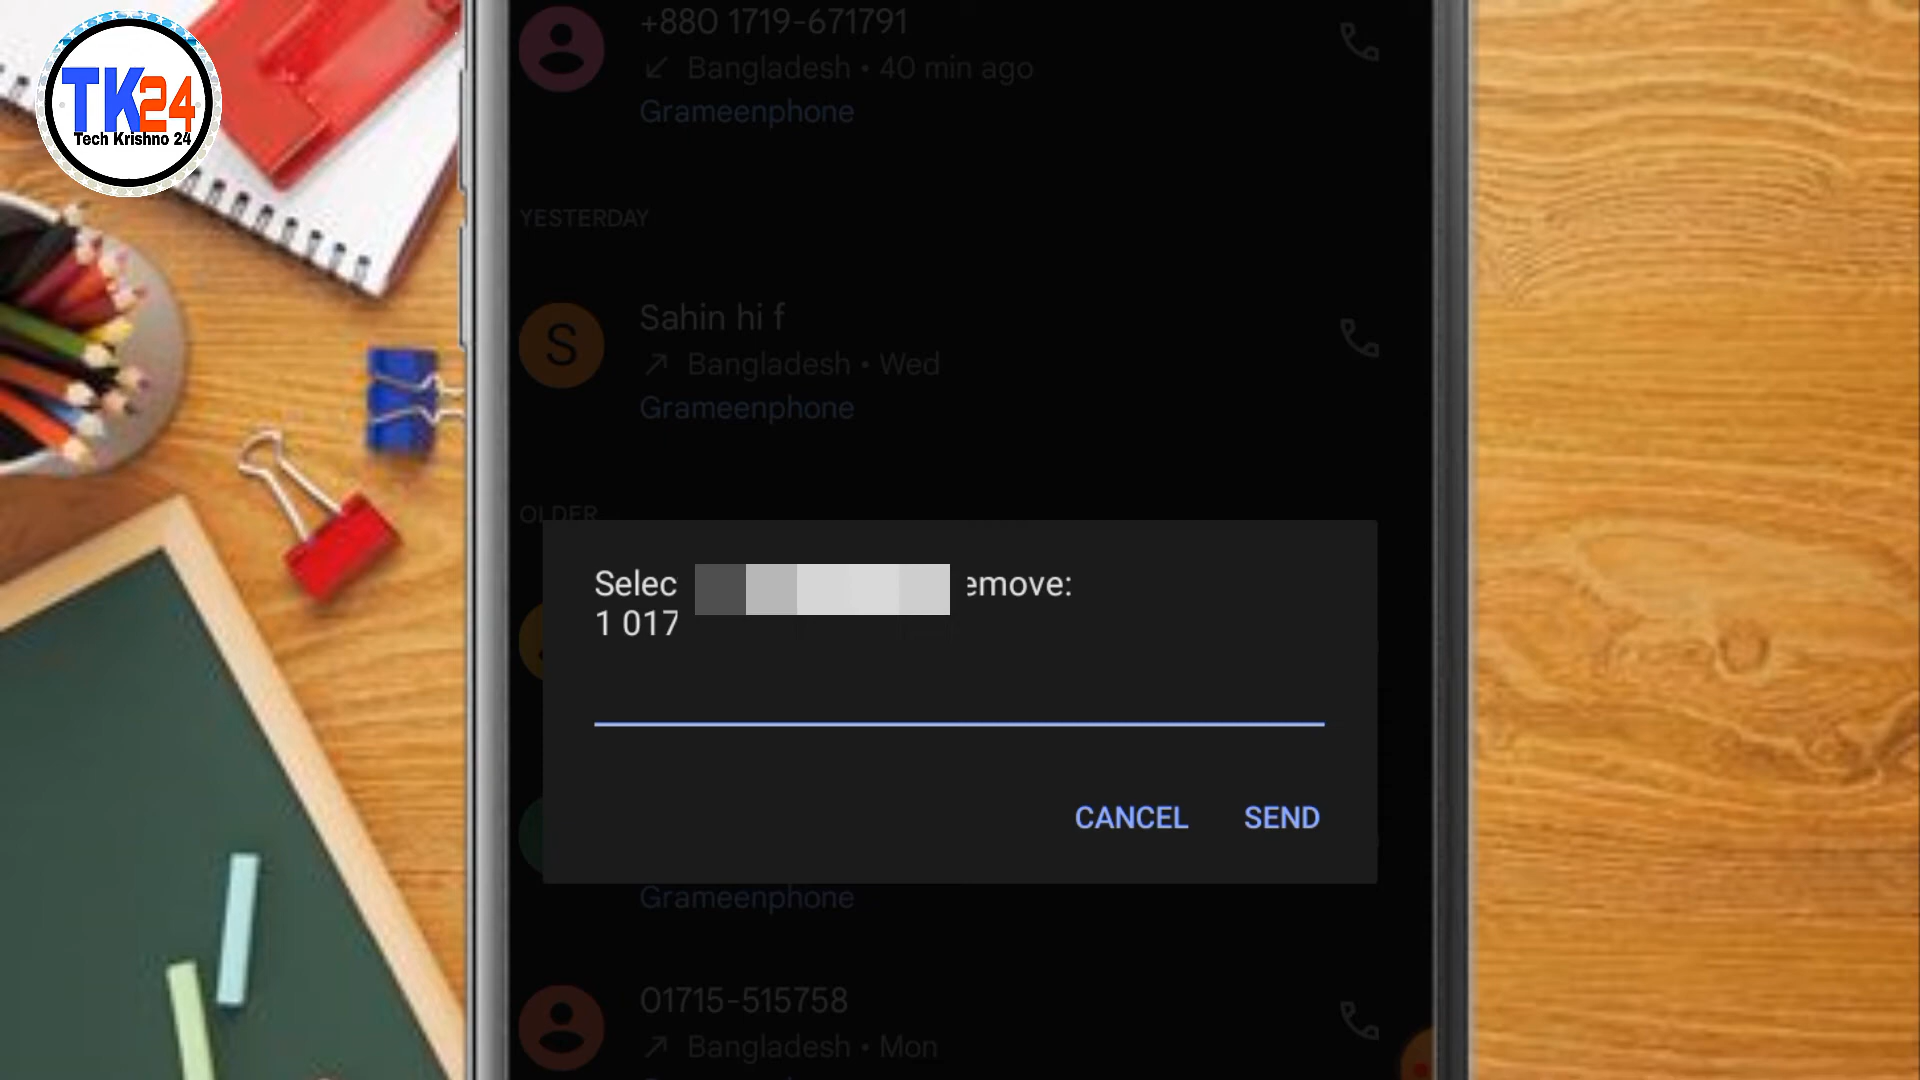 TK24
Tech Krishno 24
+880 1719-671791
Bangladesh • 40 min ago
Grameenphone
YESTERDAY
S
Sahin hi f
Bangladesh • Wed
Grameenphone
OLDER
Selec emove:
1 017
CANCEL SEND
Grameenphone
01715-515758
Bangladesh • Mon